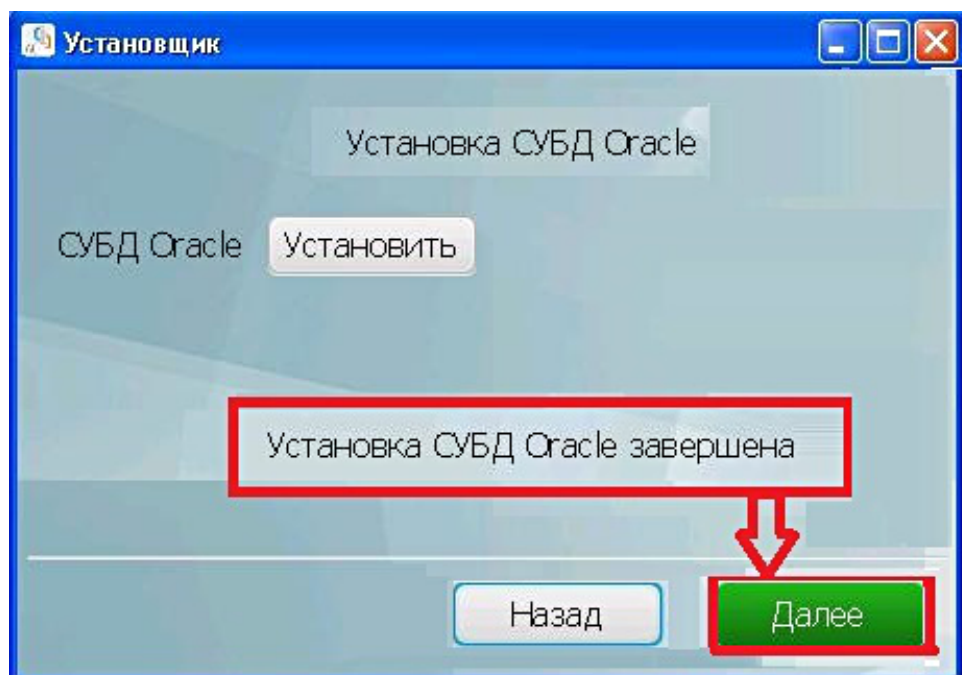 Установщик
Установка СУБД Oracle
СУБД Oracle Установить
Установка СУБД Oracle завершена
Назад Далее